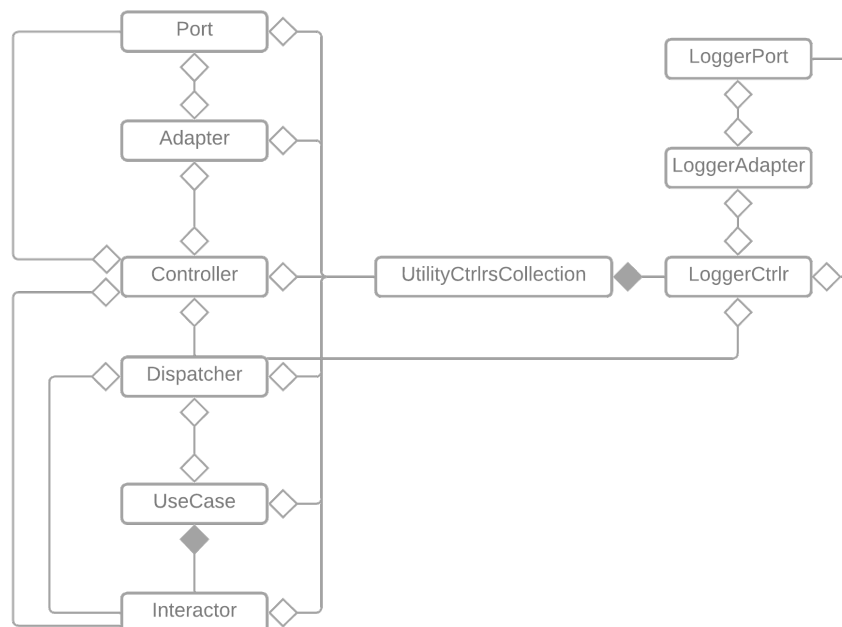 Port
LoggerPort
Adapter
LoggerAdapter
Controller
UtilityCtrlrsCollection
LoggerCtrlr
Dispatcher
UseCase
Interactor